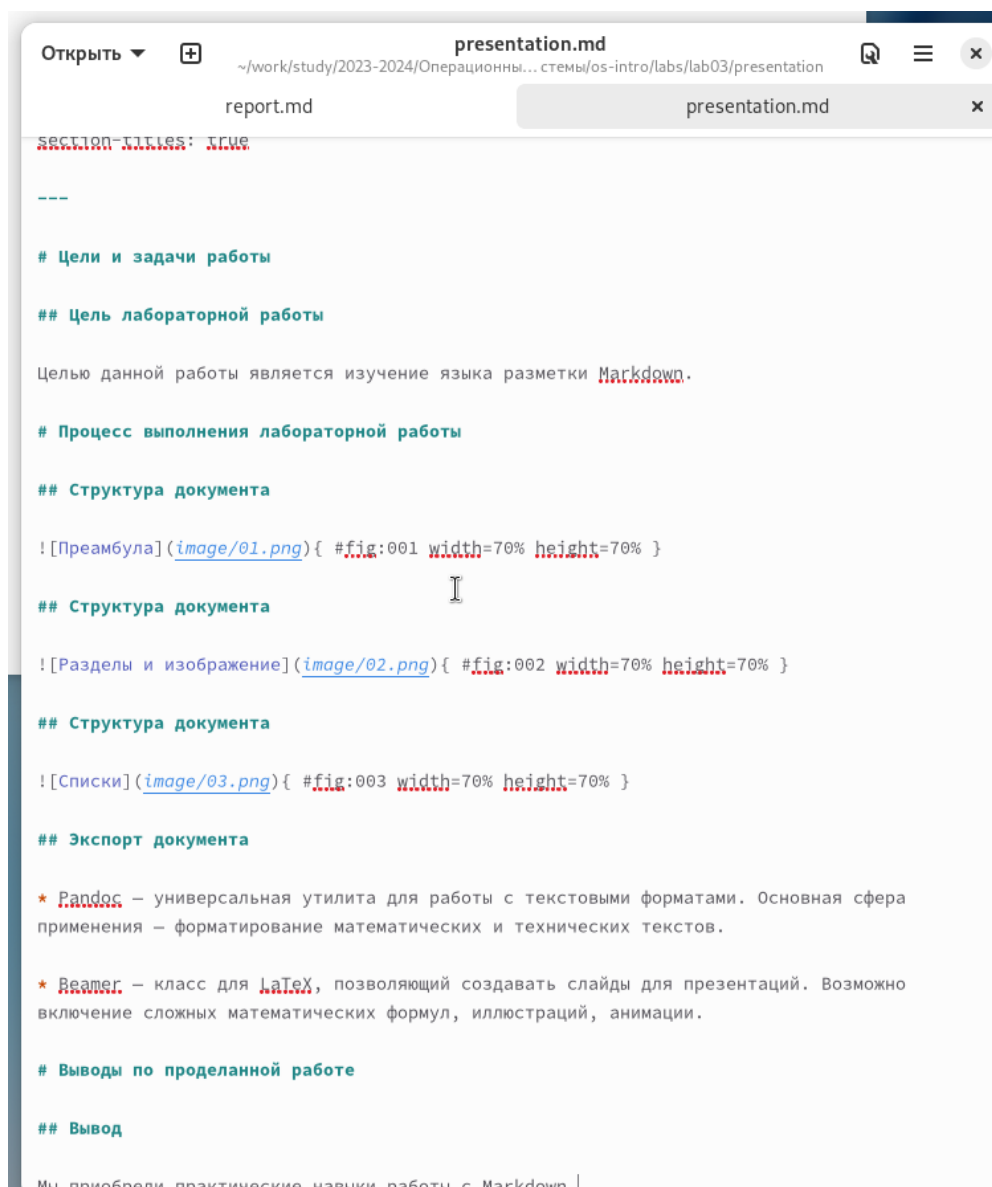 Открыть
presentation.md
~/work/study/2023-2024/Операционны… стемы/os-intro/labs/lab03/presentation
report.md
presentation.md
section-titles: true
---
# Цели и задачи работы
## Цель лабораторной работы
Целью данной работы является изучение языка разметки Markdown.
# Процесс выполнения лабораторной работы
## Структура документа
![Преамбула](image/01.png){ #fig:001 width=70% height=70% }
## Структура документа
![Разделы и изображение](image/02.png){ #fig:002 width=70% height=70% }
## Структура документа
![Списки](image/03.png){ #fig:003 width=70% height=70% }
## Экспорт документа
* Pandoc — универсальная утилита для работы с текстовыми форматами. Основная сфера
применения — форматирование математических и технических текстов.
* Beamer — класс для LaTeX, позволяющий создавать слайды для презентаций. Возможно
включение сложных математических формул, иллюстраций, анимации.
# Выводы по проделанной работе
## Вывод
Мы приобрели практические навыки работы с Markdown.